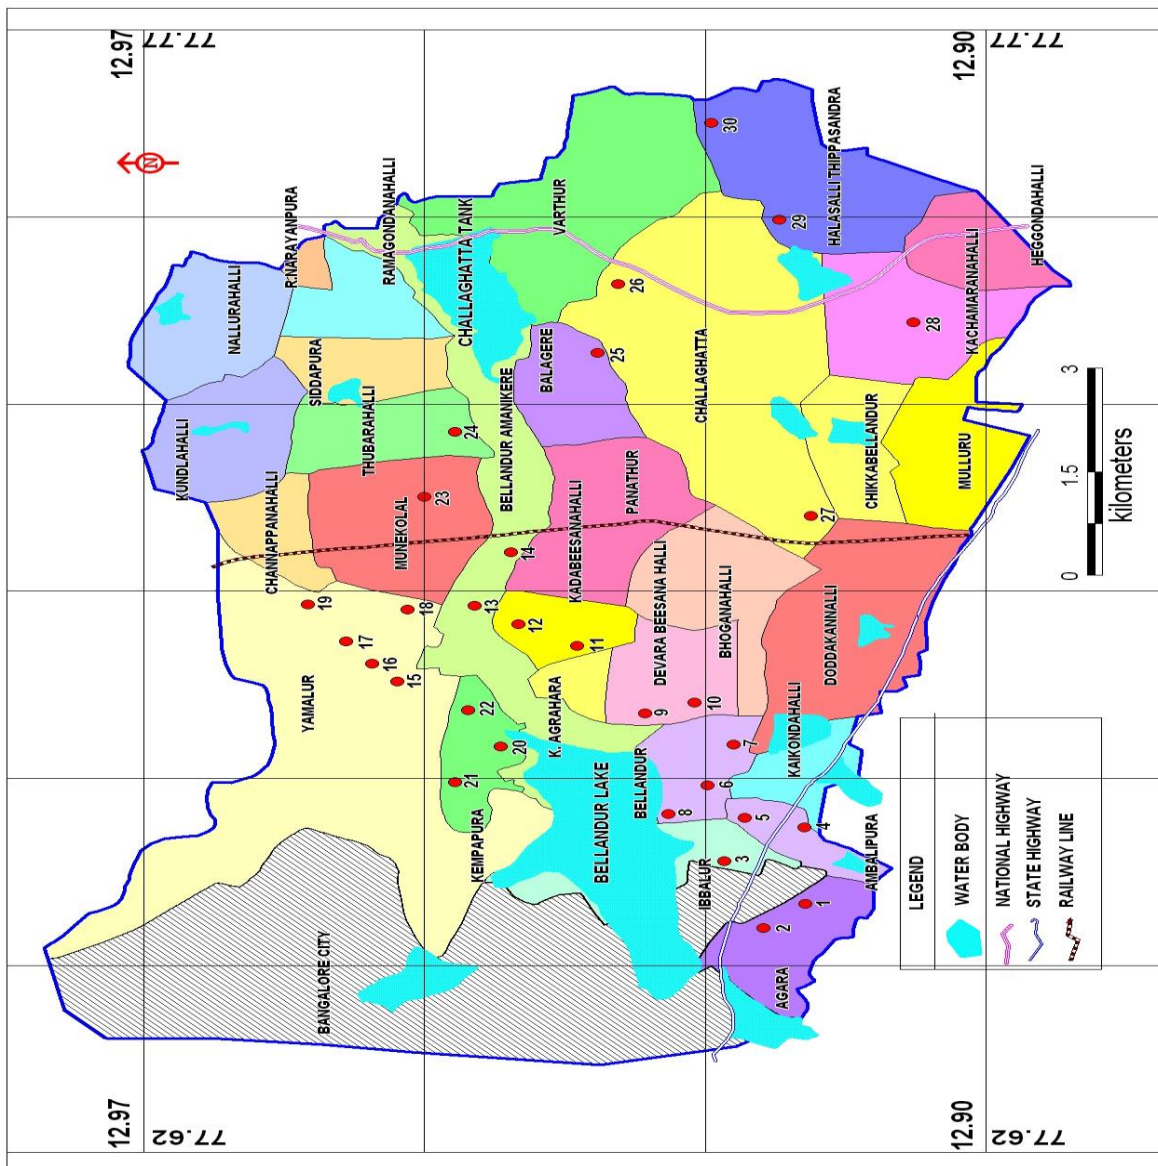 12.97
77.77
12.90
77.77
N
NALLURAHALLI
R.NARAYANPURA
RAMAGONDANAHALLI
CHALLAGHATTA TANK
VARTHUR
HALASALLI THIPPASANDRA
30
29
KUNDLAHALLI
SIDDAPURA
THUBARAHALLI
BELLANDUR AMANIKERE
BALAGERE
26
25
24
CHALLAGHATTA
28
KACHAMARANAHALLI
HEGGONDAHALLI
CHANNAPPANAHALLI
MUNEKOLAL
23
KADABEESANAHALLI
PANATHUR
27
CHIKKABELLANDUR
MULLURU
14
19
18
13
12
11
17
16
15
YAMALUR
22
20
21
KEMPAPURA
K. AGRAHARA
DEVARA BEESANA HALLI
BHOGANAHALLI
DODDAKANNALLI
9
10
7
KAIKONDAHALLI
BELLANDUR
BELLANDUR LAKE
8
6
5
4
3
IBBALUR
AMBALIPURA
1
2
AGARA
BANGALORE CITY
0
1.5
3
kilometers
LEGEND
WATER BODY
NATIONAL HIGHWAY
STATE HIGHWAY
RAILWAY LINE
12.97
77.62
12.90
77.62